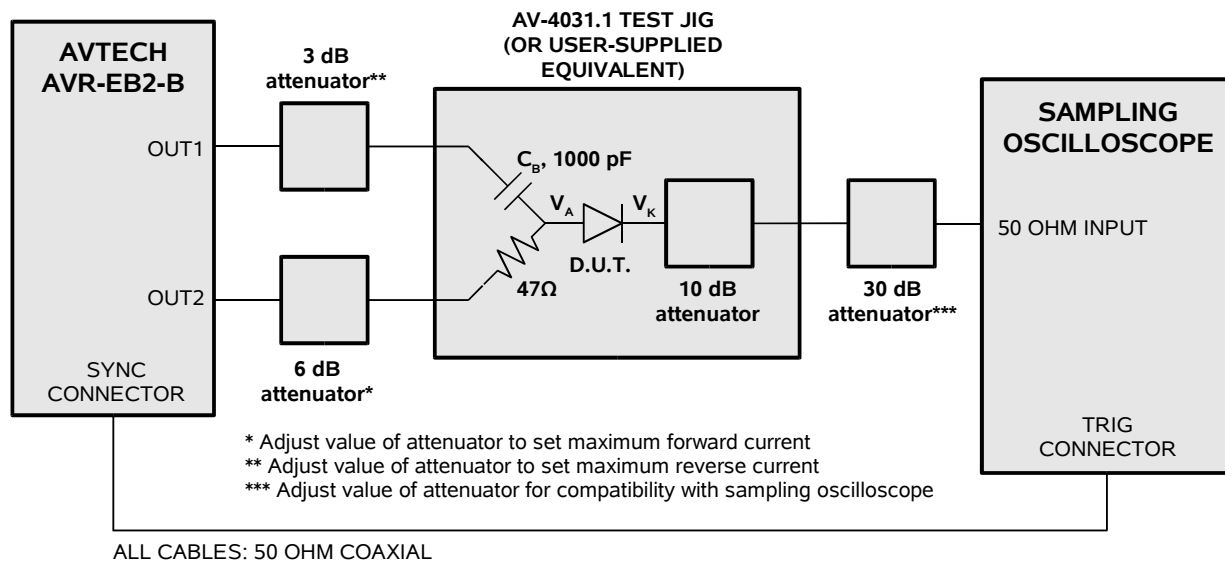 AVTECH
AVR-EB2-B
OUT1
OUT2
SYNC
CONNECTOR
3 dB
attenuator**
6 dB
attenuator*
AV-4031.1 TEST JIG
(OR USER-SUPPLIED
EQUIVALENT)
C_B, 1000 pF
V_A
V_K
D.U.T.
47Ω
10 dB
attenuator
30 dB
attenuator***
SAMPLING
OSCILLOSCOPE
50 OHM INPUT
TRIG
CONNECTOR
* Adjust value of attenuator to set maximum forward current
** Adjust value of attenuator to set maximum reverse current
*** Adjust value of attenuator for compatibility with sampling oscilloscope
ALL CABLES: 50 OHM COAXIAL